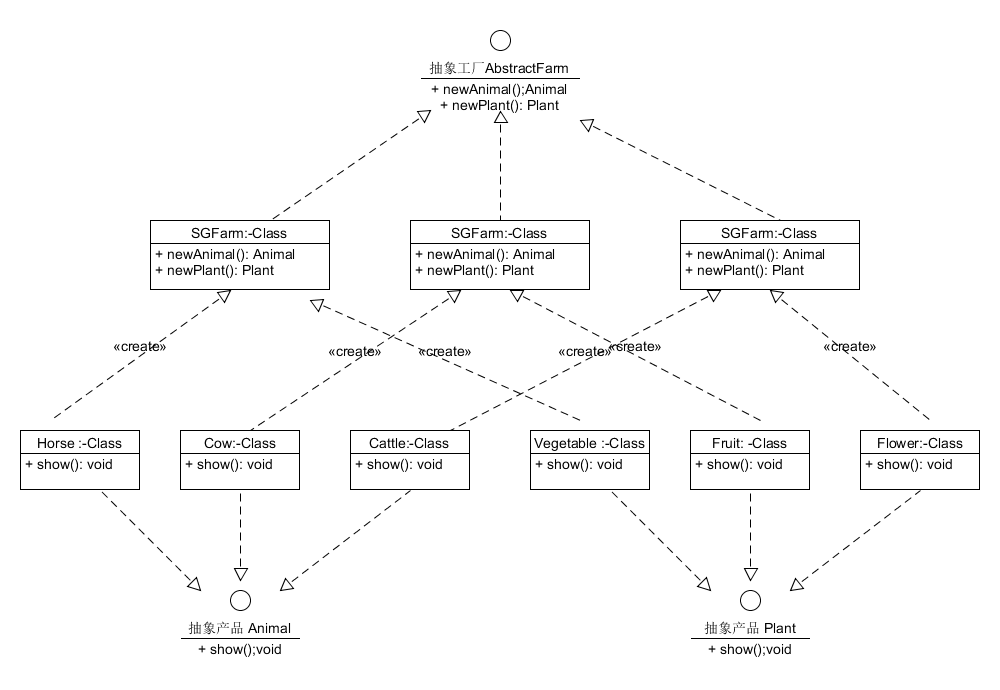 抽象工厂AbstractFarm
+ newAnimal();Animal
+ newPlant(): Plant
SGFarm:-Class
+ newAnimal(): Animal
+ newPlant(): Plant
SGFarm:-Class
+ newAnimal(): Animal
+ newPlant(): Plant
SGFarm:-Class
+ newAnimal(): Animal
+ newPlant(): Plant
«create»
«create»
«create»
«create»
«create»
«create»
Horse :-Class
+ show(): void
Cow:-Class
+ show(): void
Cattle:-Class
+ show(): void
Vegetable :-Class
+ show(): void
Fruit: -Class
+ show(): void
Flower:-Class
+ show(): void
抽象产品 Animal
+ show();void
抽象产品 Plant
+ show();void